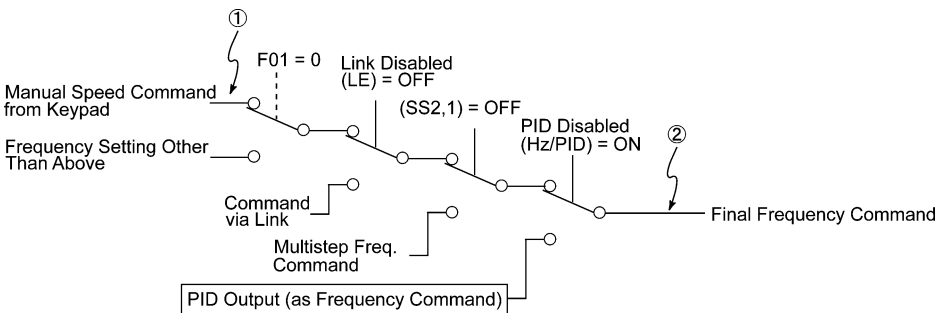 ①
F01 = 0
Link Disabled
(LE) = OFF
Manual Speed Command
from Keypad
(SS2,1) = OFF
PID Disabled
(Hz/PID) = ON
②
Frequency Setting Other
Than Above
Command
via Link
Final Frequency Command
Multistep Freq.
Command
PID Output (as Frequency Command)